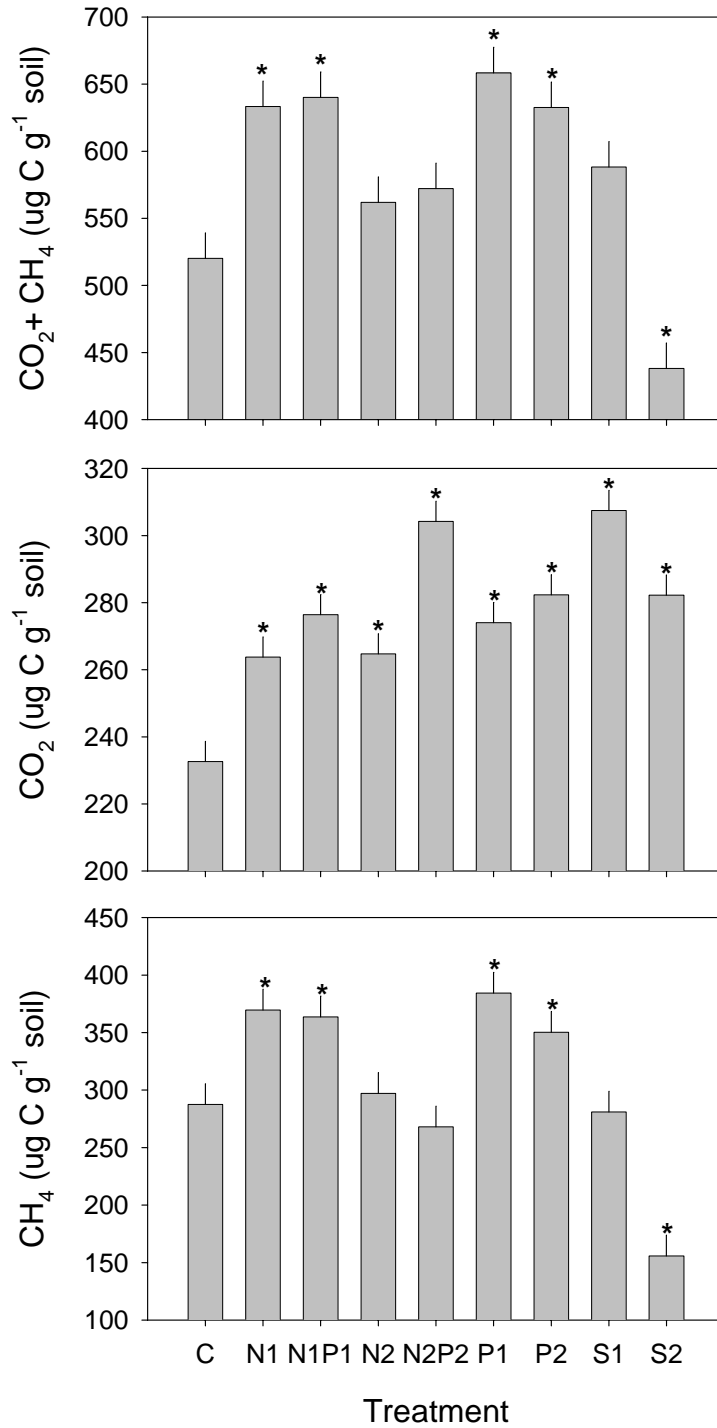 CO₂+ CH₄ (ug C g⁻¹ soil)
700
650
600
550
500
450
400
* * * * *
CO₂ (ug C g⁻¹ soil)
320
300
280
260
240
220
200
* * * * * * * *
CH₄ (ug C g⁻¹ soil)
450
400
350
300
250
200
150
100
* * * * *
C N1 N1P1 N2 N2P2 P1 P2 S1 S2
Treatment